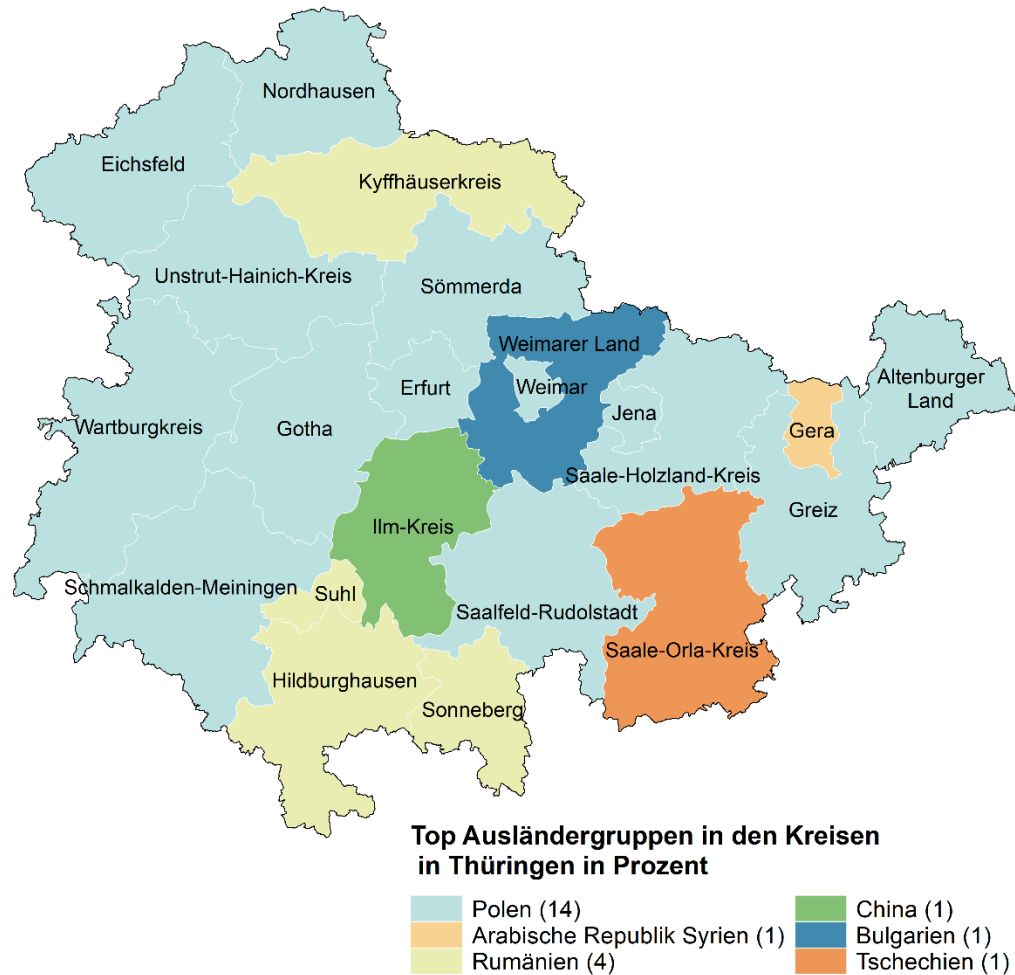 Nordhausen
Eichsfeld
Kyffhäuserkreis
Unstrut-Hainich-Kreis
Sömmerda
Weimarer Land
Erfurt
Weimar
Altenburger
Land
Wartburgkreis
Gotha
Jena
Gera
Saale-Holzland-Kreis
Greiz
Ilm-Kreis
Schmalkalden-Meiningen
Suhl
Saalfeld-Rudolstadt
Saale-Orla-Kreis
Hildburghausen
Sonneberg
Top Ausländergruppen in den Kreisen
in Thüringen in Prozent
Polen (14)
Arabische Republik Syrien (1)
Rumänien (4)
China (1)
Bulgarien (1)
Tschechien (1)